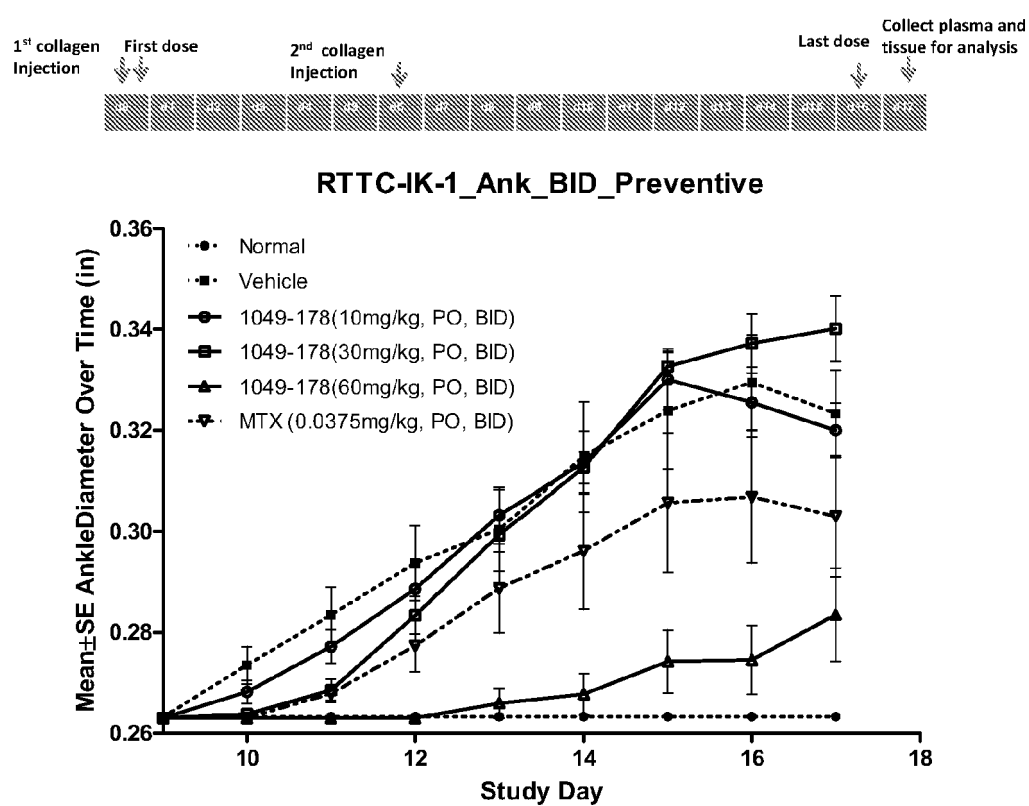 1st collagen
Injection
First dose
2nd collagen
Injection
Last dose
Collect plasma and
tissue for analysis
RTTC-IK-1_Ank_BID_Preventive
Mean±SE AnkleDiameter Over Time (in)
0.36
0.34
0.32
0.30
0.28
0.26
Normal
Vehicle
1049-178(10mg/kg, PO, BID)
1049-178(30mg/kg, PO, BID)
1049-178(60mg/kg, PO, BID)
MTX (0.0375mg/kg, PO, BID)
10
12
14
16
18
Study Day